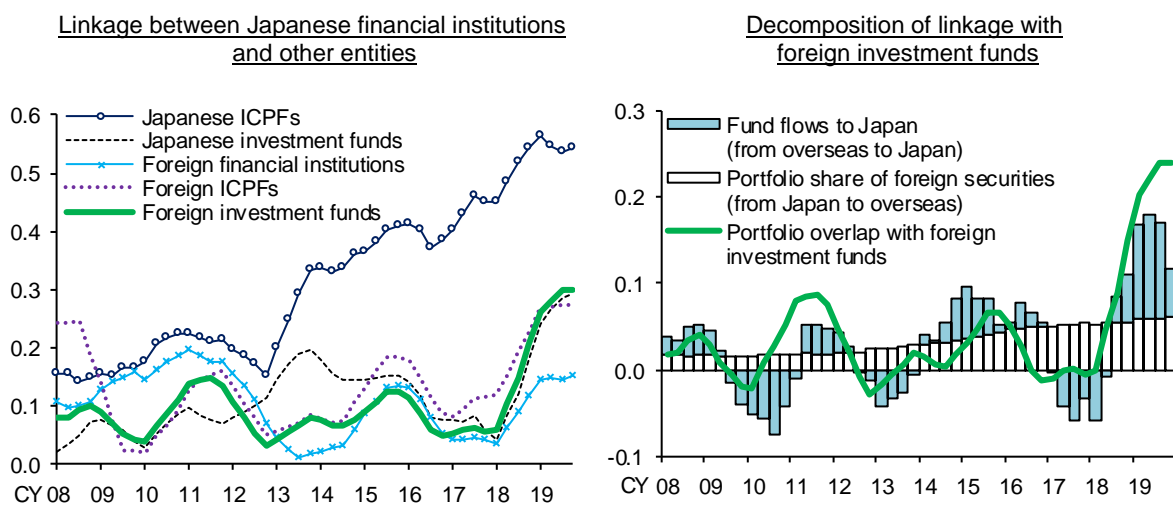 Linkage between Japanese financial institutions
and other entities
0.6
0.5
0.4
0.3
0.2
0.1
0.0
Japanese ICPFs
Japanese investment funds
Foreign financial institutions
Foreign ICPFs
Foreign investment funds
CY 08 09 10 11 12 13 14 15 16 17 18 19
Decomposition of linkage with
foreign investment funds
0.3
0.2
0.1
0.0
-0.1
Fund flows to Japan
(from overseas to Japan)
Portfolio share of foreign securities
(from Japan to overseas)
Portfolio overlap with foreign
investment funds
CY 08 09 10 11 12 13 14 15 16 17 18 19